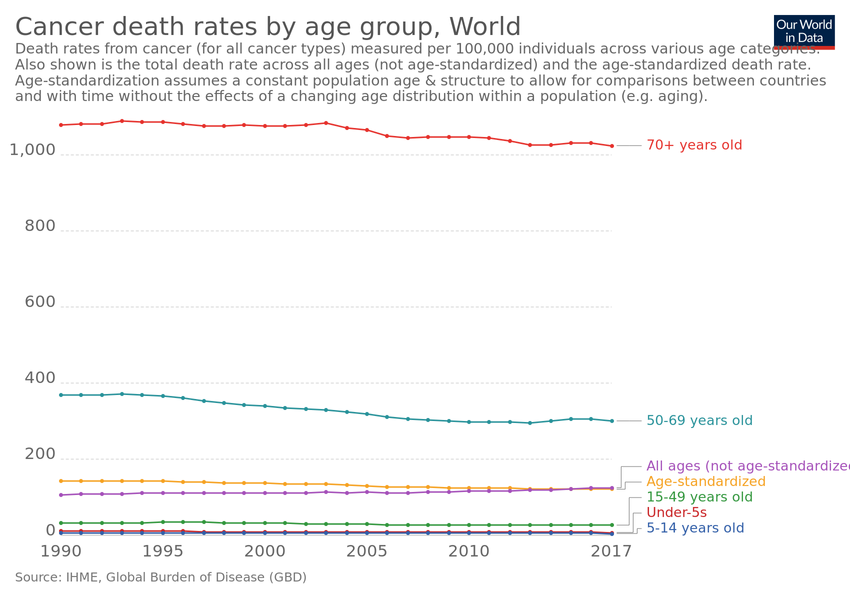 Cancer death rates by age group, World
Our World
in Data
Death rates from cancer (for all cancer types) measured per 100,000 individuals across various age categories.
Also shown is the total death rate across all ages (not age-standardized) and the age-standardized death rate.
Age-standardization assumes a constant population age & structure to allow for comparisons between countries
and with time without the effects of a changing age distribution within a population (e.g. aging).
1,000
70+ years old
800
600
400
50-69 years old
200
All ages (not age-standardize
Age-standardized
15-49 years old
Under-5s
5-14 years old
0
1990 1995 2000 2005 2010 2017
Source: IHME, Global Burden of Disease (GBD)